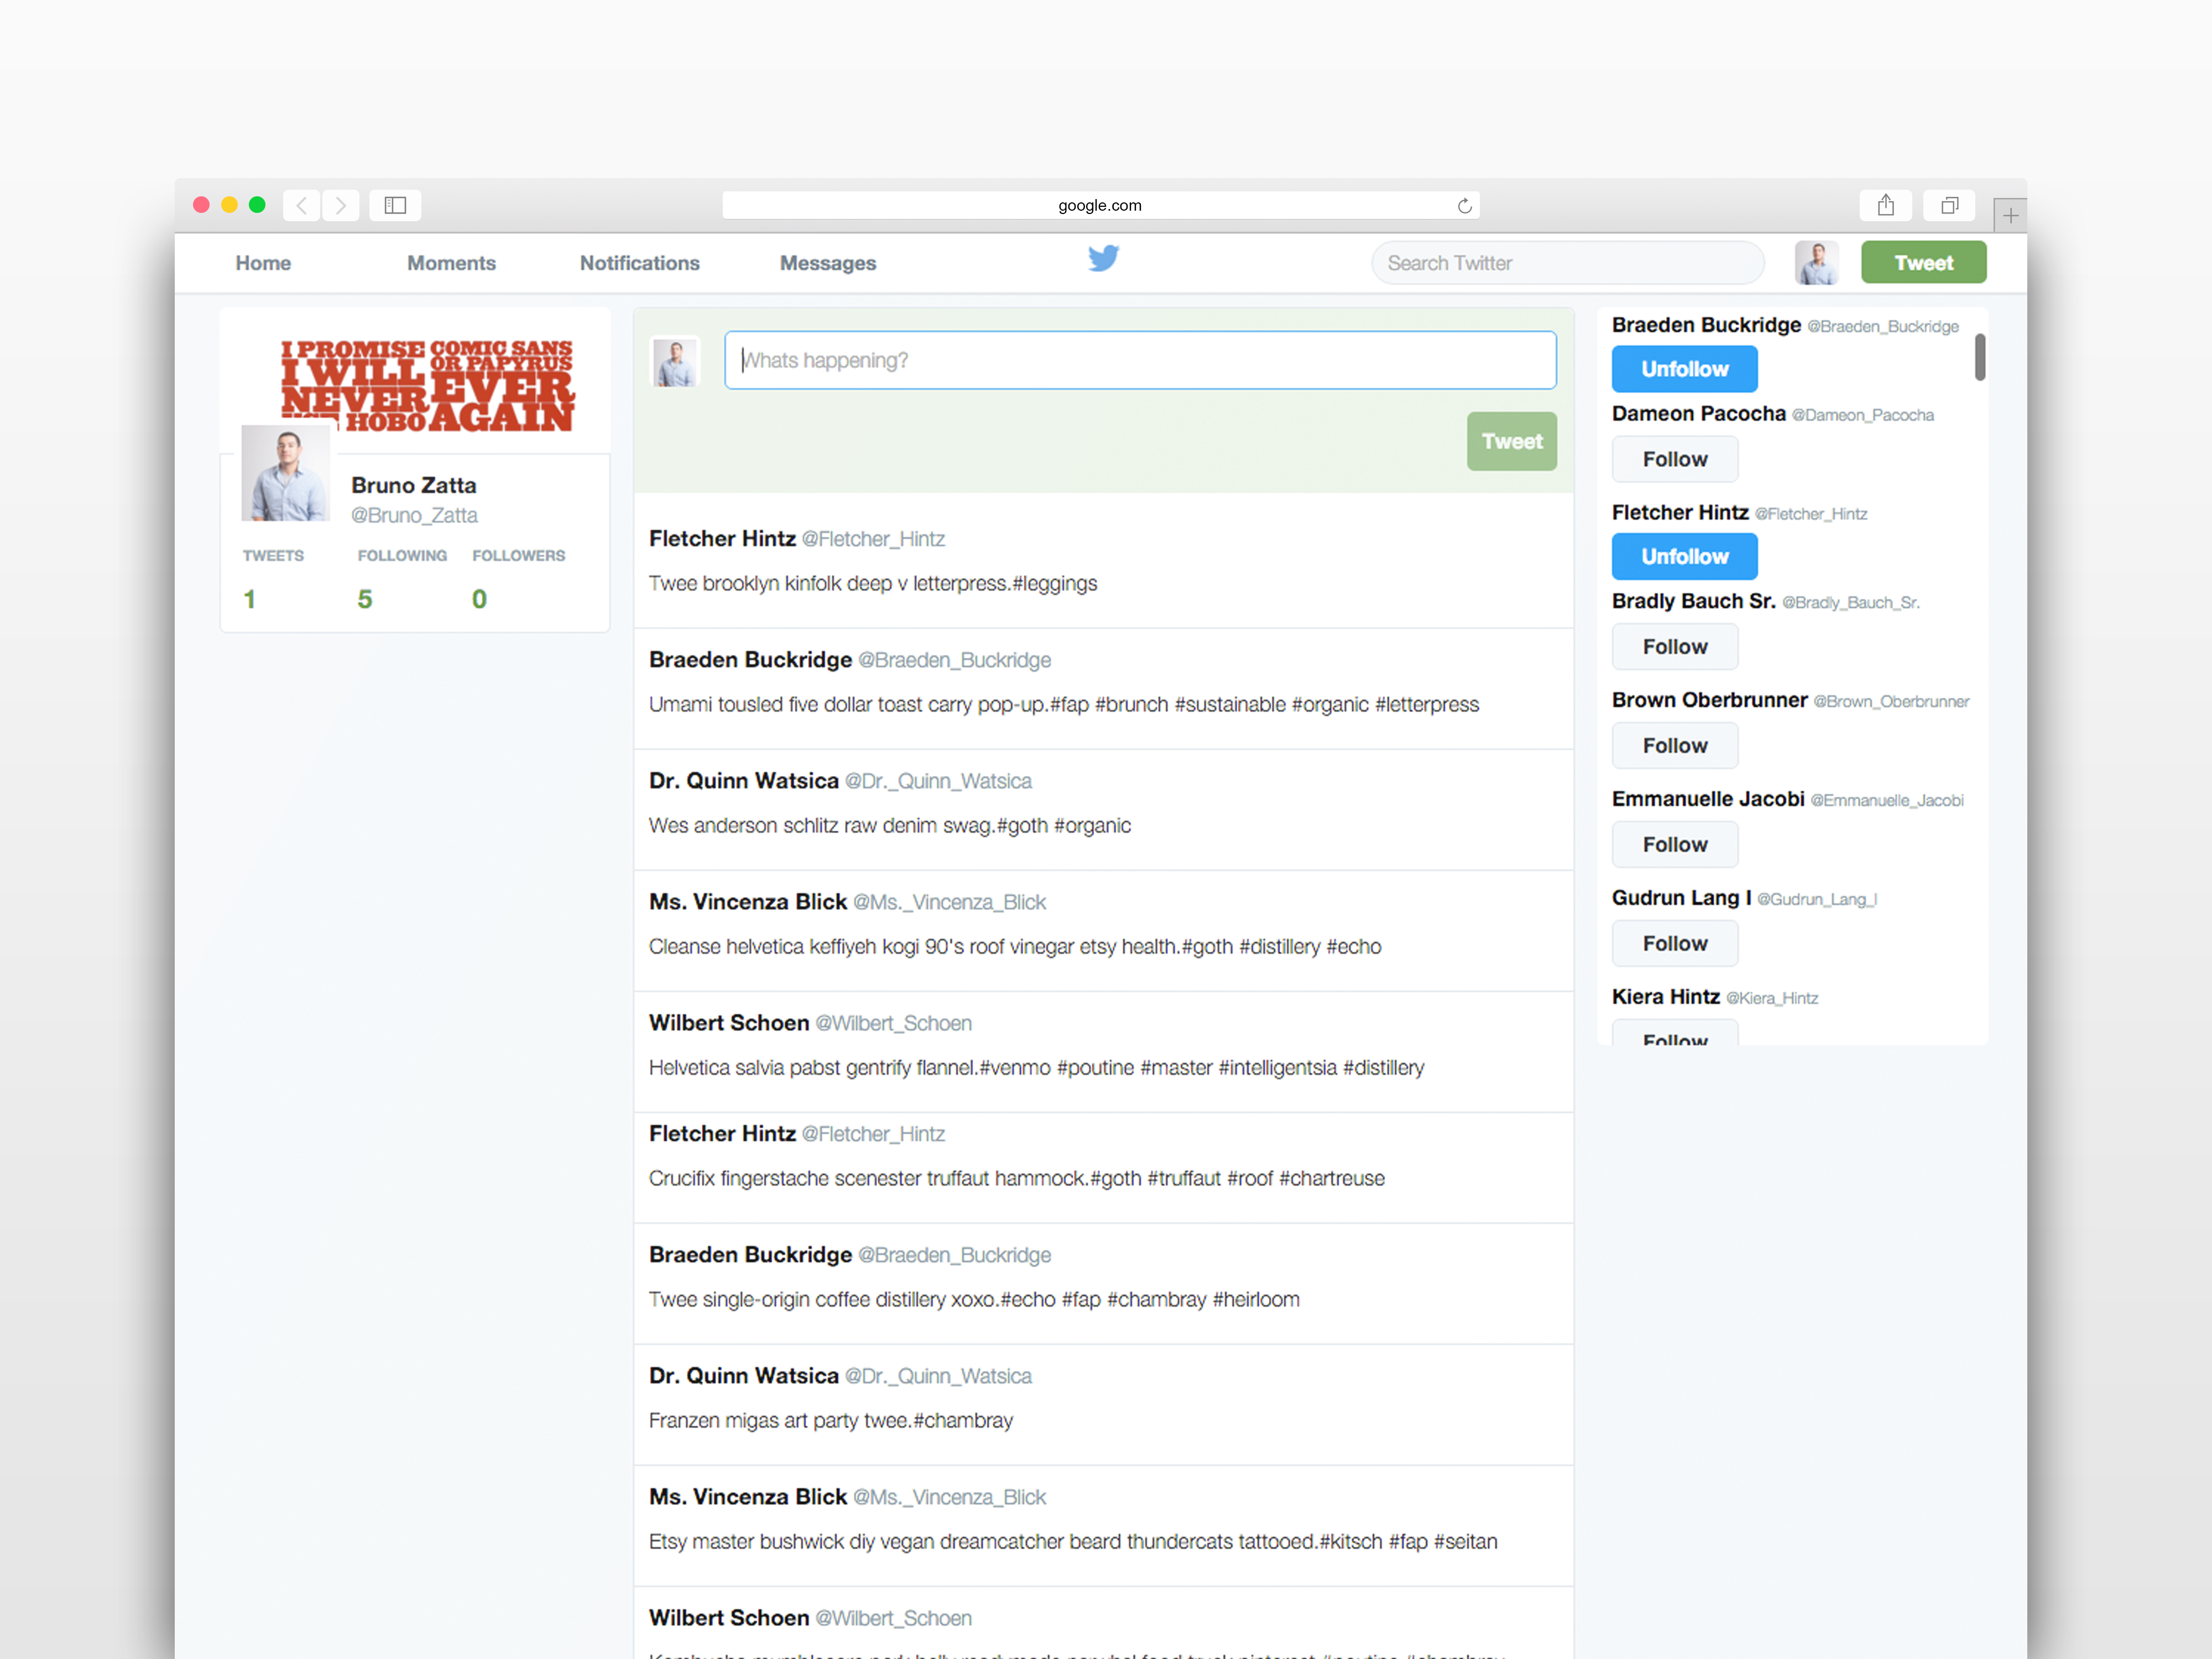 google.com
Home
Moments
Notifications
Messages
Search Twitter
Tweet
I PROMISE COMIC SANS
I WILL OR PAPYRUS
NEVER EVER
HOBO AGAIN
Bruno Zatta
@Bruno_Zatta
TWEETS FOLLOWING FOLLOWERS
1 5 0
Whats happening?
Tweet
Fletcher Hintz @Fletcher_Hintz
Twee brooklyn kinfolk deep v letterpress.#leggings
Braeden Buckridge @Braeden_Buckridge
Umami tousled five dollar toast carry pop-up.#fap #brunch #sustainable #organic #letterpress
Dr. Quinn Watsica @Dr._Quinn_Watsica
Wes anderson schlitz raw denim swag.#goth #organic
Ms. Vincenza Blick @Ms._Vincenza_Blick
Cleanse helvetica keffiyeh kogi 90's roof vinegar etsy health.#goth #distillery #echo
Wilbert Schoen @Wilbert_Schoen
Helvetica salvia pabst gentrify flannel.#venmo #poutine #master #intelligentsia #distillery
Fletcher Hintz @Fletcher_Hintz
Crucifix fingerstache scenester truffaut hammock.#goth #truffaut #roof #chartreuse
Braeden Buckridge @Braeden_Buckridge
Twee single-origin coffee distillery xoxo.#echo #fap #chambray #heirloom
Dr. Quinn Watsica @Dr._Quinn_Watsica
Franzen migas art party twee.#chambray
Ms. Vincenza Blick @Ms._Vincenza_Blick
Etsy master bushwick diy vegan dreamcatcher beard thundercats tattooed.#kitsch #fap #seitan
Wilbert Schoen @Wilbert_Schoen
Braeden Buckridge @Braeden_Buckridge
Unfollow
Dameon Pacocha @Dameon_Pacocha
Follow
Fletcher Hintz @Fletcher_Hintz
Unfollow
Bradly Bauch Sr. @Bradly_Bauch_Sr.
Follow
Brown Oberbrunner @Brown_Oberbrunner
Follow
Emmanuelle Jacobi @Emmanuelle_Jacobi
Follow
Gudrun Lang I @Gudrun_Lang_I
Follow
Kiera Hintz @Kiera_Hintz
Follow